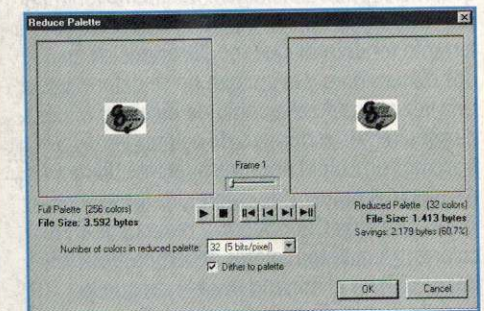 Reduce Palette
Frame 1
Full Palette (256 colors)
File Size: 3.592 bytes
Reduced Palette (32 colors)
File Size: 1.413 bytes
Savings: 2.179 bytes (60.7%)
Number of colors in reduced palette: 32 (5 bits/pixel)
Dither to palette
OK
Cancel